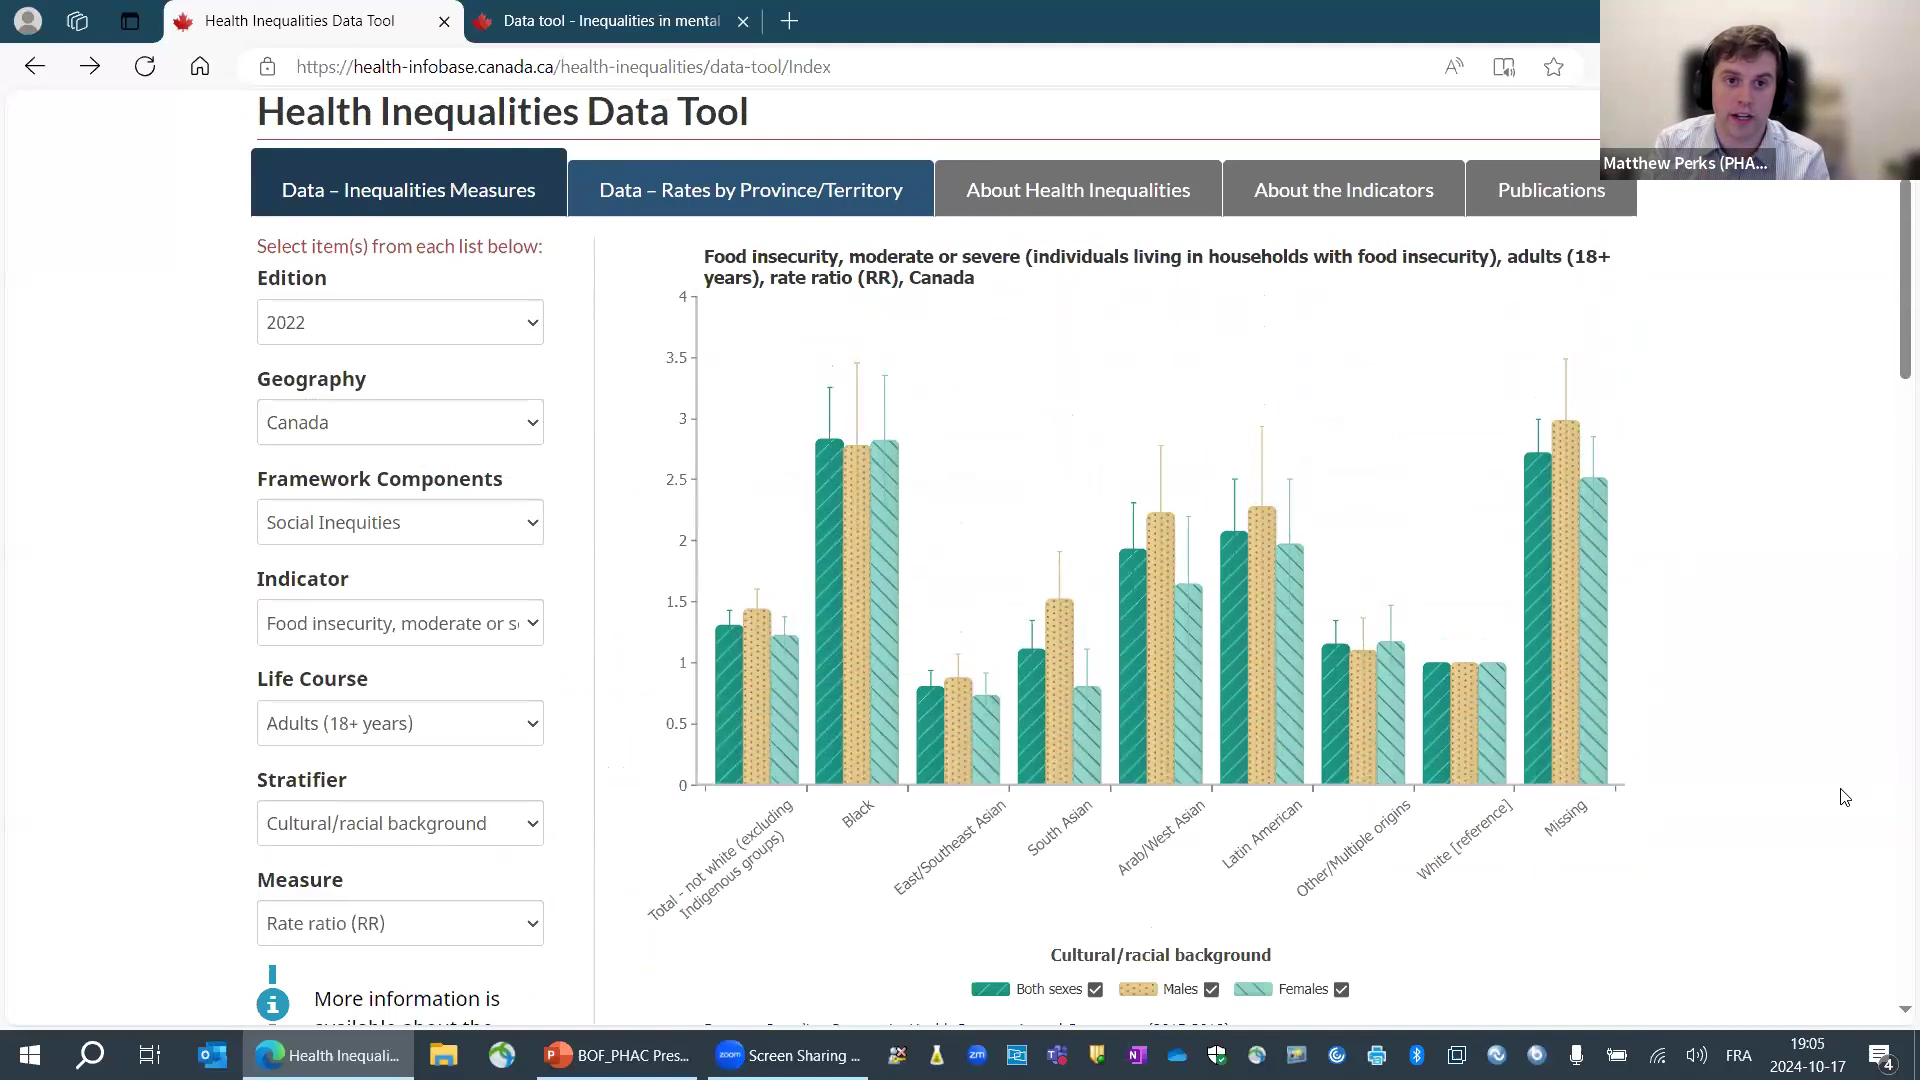 Health Inequalities Data Tool
Data tool - Inequalities in mental
https://health-infobase.canada.ca/health-inequalities/data-tool/Index
Matthew Perks (PHA...
Health Inequalities Data Tool
Data – Inequalities Measures
Data – Rates by Province/Territory
About Health Inequalities
About the Indicators
Publications
Select item(s) from each list below:
Edition
2022
Geography
Canada
Framework Components
Social Inequities
Indicator
Food insecurity, moderate or s
Life Course
Adults (18+ years)
Stratifier
Cultural/racial background
Measure
Rate ratio (RR)
More information is
Food insecurity, moderate or severe (individuals living in households with food insecurity), adults (18+
years), rate ratio (RR), Canada
4
3.5
3
2.5
2
1.5
1
0.5
0
Total - not white (excluding
Indigenous groups)
Black
East/Southeast Asian
South Asian
Arab/West Asian
Latin American
Other/Multiple origins
White [reference]
Missing
Cultural/racial background
Both sexes
Males
Females
Health Inequali...
BOF_PHAC Pres...
Screen Sharing ...
FRA
19:05
2024-10-17
4